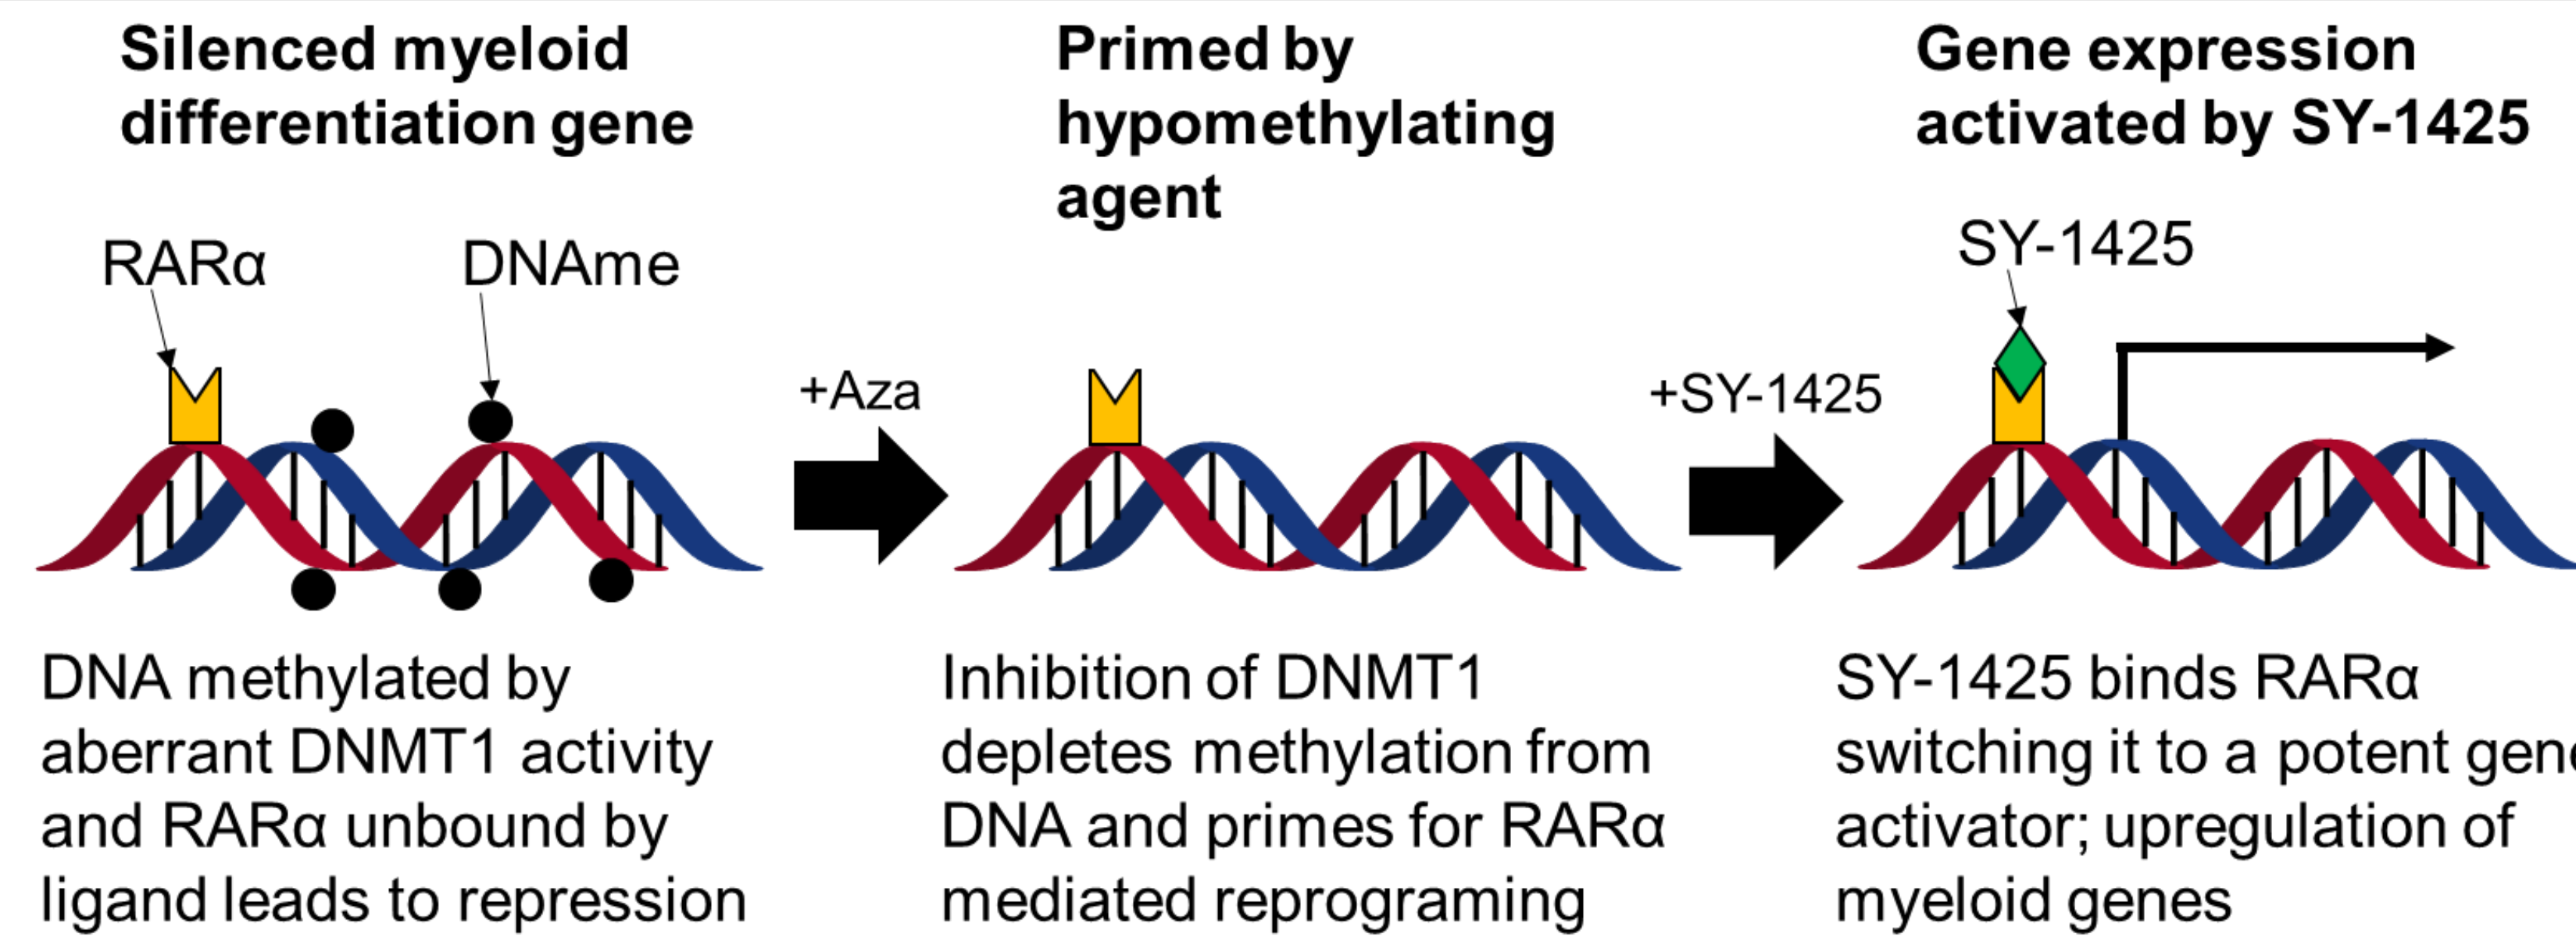 Silenced myeloid
differentiation gene
RARα
DNAme
DNA methylated by
aberrant DNMT1 activity
and RARα unbound by
ligand leads to repression
+Aza
Primed by
hypomethylating
agent
Inhibition of DNMT1
depletes methylation from
DNA and primes for RARα
mediated reprograming
+SY-1425
Gene expression
activated by SY-1425
SY-1425
SY-1425 binds RARα
switching it to a potent gene
activator; upregulation of
myeloid genes